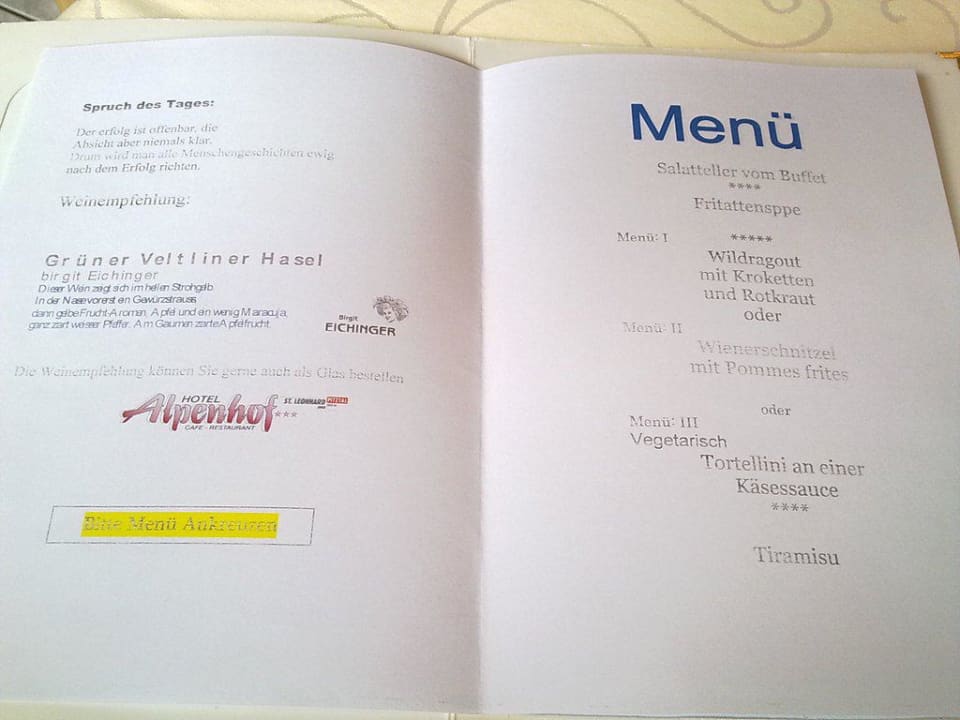 Spruch des Tages:
Der erfolg ist offenbar, die
Absicht aber niemals klar.
Drum wird man alle Menschengeschichten ewig
nach dem Erfolg richten.
Weinempfehlung:
Grüner Veltliner Hasel
birgit Eichinger
Dieser Wein zeigt sich im hellen Strohgelb.
In der Nase vorerst en Gewürzstrauss,
dann gelbe Frucht-Aromen, Apfel und ein wenig Maracuja,
ganz zart weisser Pfeffer. Am Gaumen zarte Apfelfrucht.
Birgit
EICHINGER
Die Weinempfehlung können Sie gerne auch als Glas bestellen
HOTEL
Alpenhof***
ST. LEONHARD PITZTAL
CAFE - RESTAURANT
Bitte Menü Ankreuzen
Menü
Salatteller vom Buffet
****
Fritattensppe
Menü: I *****
Wildragout
mit Kroketten
und Rotkraut
oder
Menü: II
Wienerschnitzel
mit Pommes frites
oder
Menü: III
Vegetarisch
Tortellini an einer
Käsessauce
****
Tiramisu